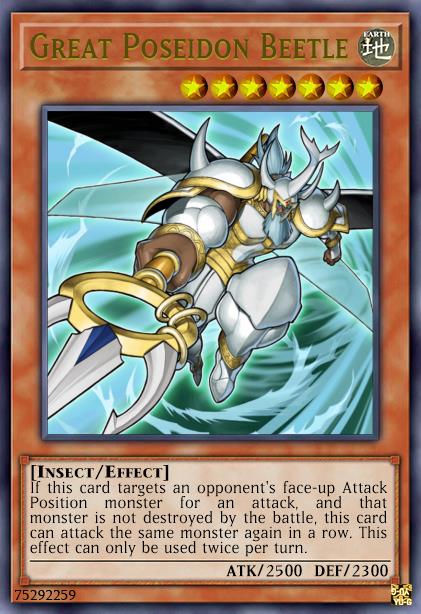 GREAT POSEIDON BEETLE
EARTH
地
[INSECT/EFFECT]
If this card targets an opponent's face-up Attack
Position monster for an attack, and that
monster is not destroyed by the battle, this card
can attack the same monster again in a row. This
effect can only be used twice per turn.
ATK/2500 DEF/2300
75292259